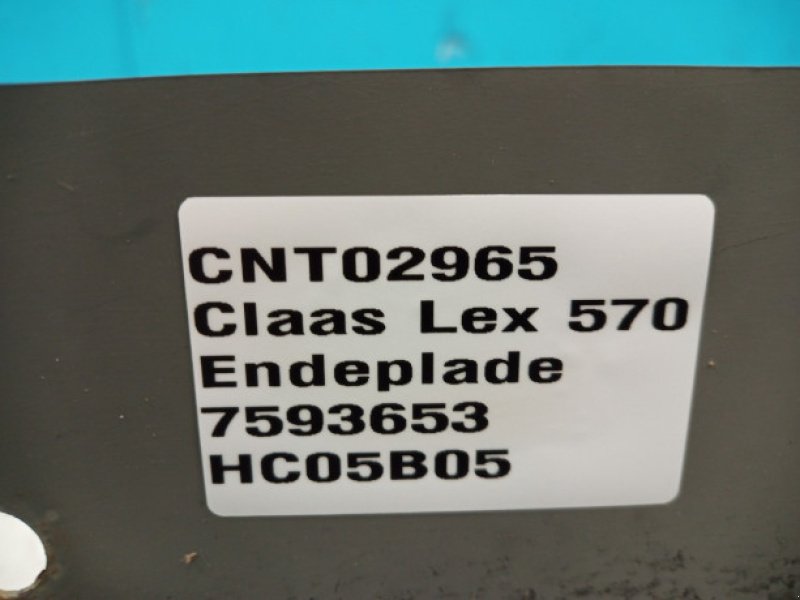 CNT02965
Claas Lex 570
Endeplade
7593653
HC05B05